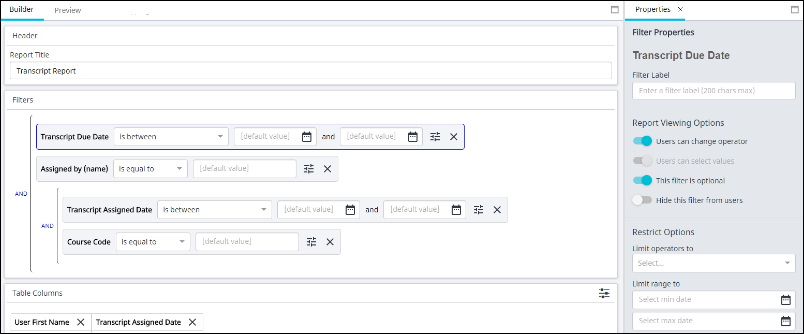 Builder Preview
Header
Report Title
Transcript Report
Filters
Transcript Due Date is between [default value] and [default value]
Assigned by (name) is equal to [default value]
AND
Transcript Assigned Date is between [default value] and [default value]
AND
Course Code is equal to [default value]
Table Columns
User First Name Transcript Assigned Date
Properties
Filter Properties
Transcript Due Date
Filter Label
Enter a filter label (200 chars max)
Report Viewing Options
Users can change operator
Users can select values
This filter is optional
Hide this filter from users
Restrict Options
Limit operators to
Select...
Limit range to
Select min date
Select max date